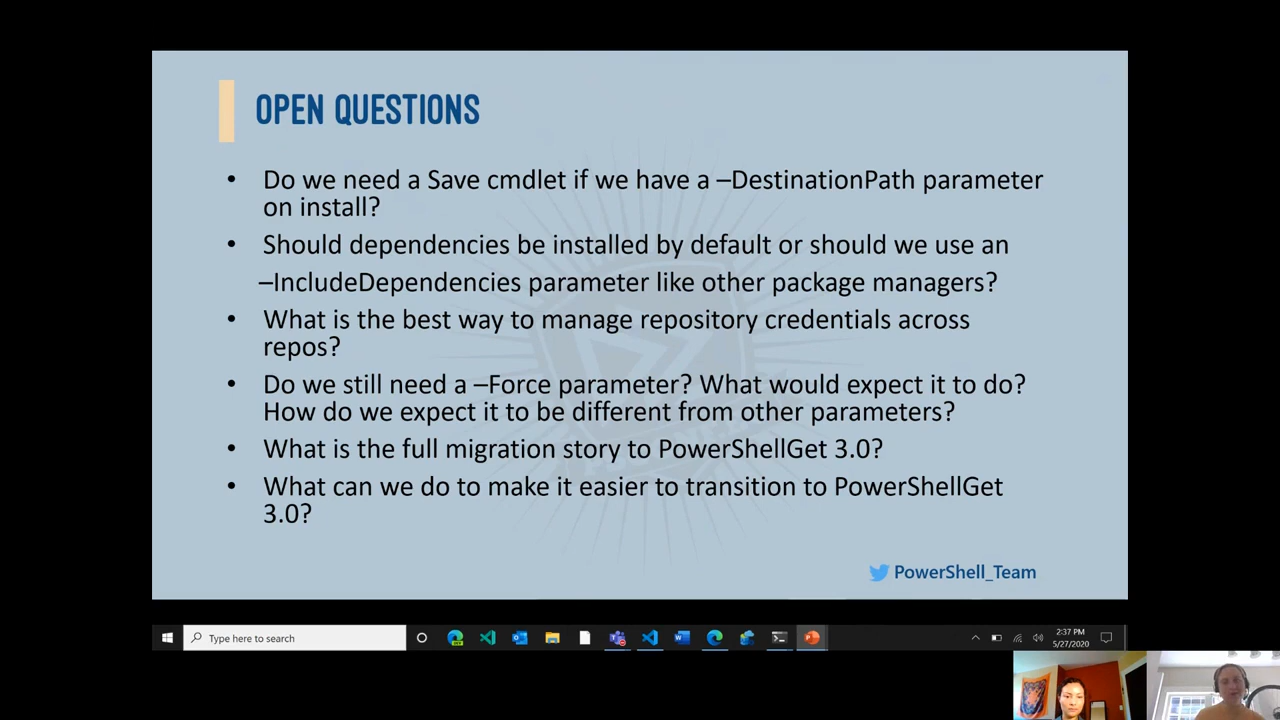 OPEN QUESTIONS
• Do we need a Save cmdlet if we have a –DestinationPath parameter
on install?
• Should dependencies be installed by default or should we use an
–IncludeDependencies parameter like other package managers?
• What is the best way to manage repository credentials across
repos?
• Do we still need a –Force parameter? What would expect it to do?
How do we expect it to be different from other parameters?
• What is the full migration story to PowerShellGet 3.0?
• What can we do to make it easier to transition to PowerShellGet
3.0?
PowerShell_Team
Type here to search
2:37 PM
5/27/2020